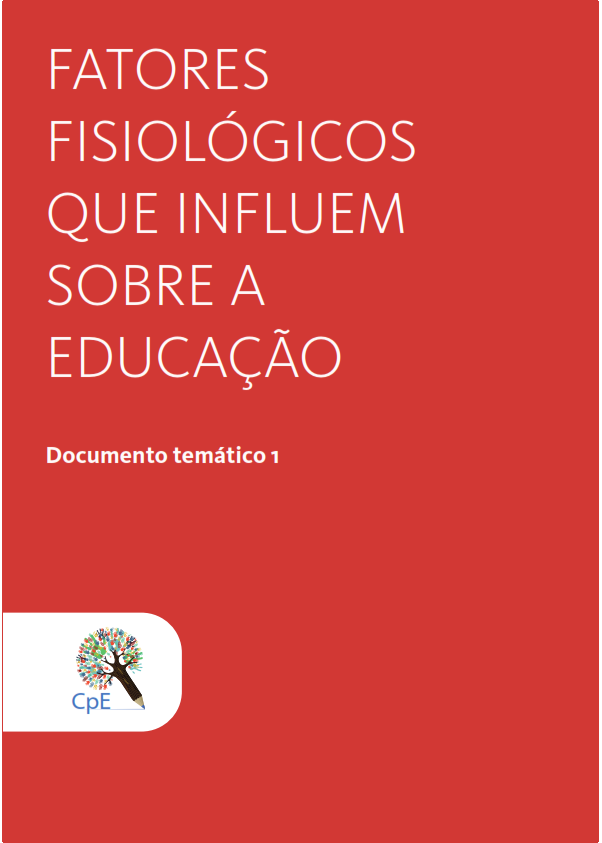 FATORES
FISIOLÓGICOS
QUE INFLUEM
SOBRE A
EDUCAÇÃO
Documento temático 1
CpE